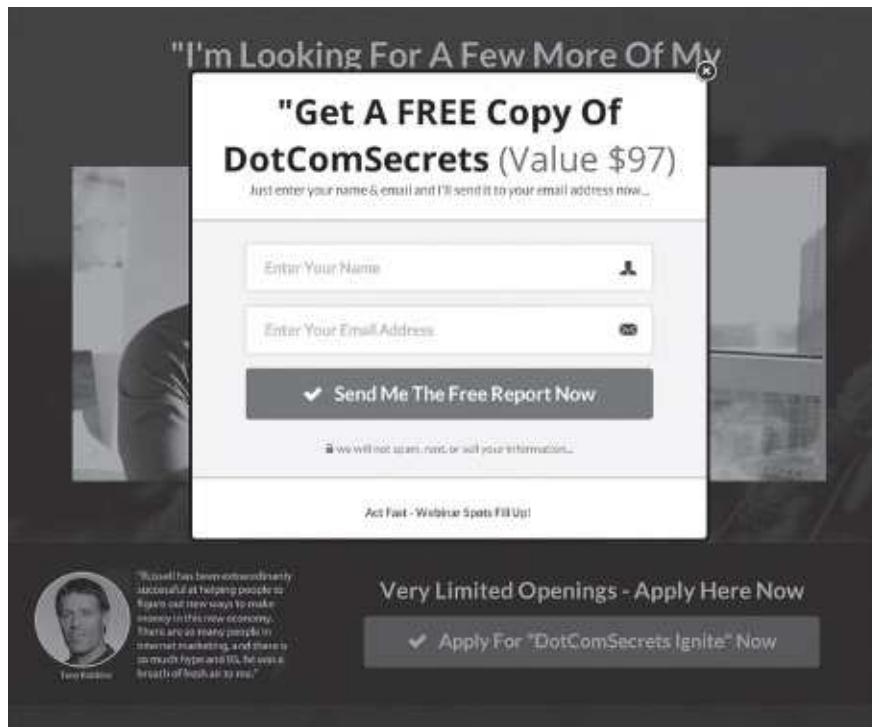 "I'm Looking For A Few More Of My
"Get A FREE Copy Of
DotComSecrets (Value $97)
Just enter your name & email and I'll send it to your email address now...
Enter Your Name
Enter Your Email Address
Send Me The Free Report Now
we will not spam, rent, or sell your information...
Act Fast - Webinar Spots Fill Up!
"Russell has been extraordinarily
successful at helping people to
figure out new ways to make
money in this new economy.
There are so many people in
internet marketing, and there is
so much hype and BS, he was a
breath of fresh air to me."
Tony Robbins
Very Limited Openings - Apply Here Now
Apply For "DotComSecrets Ignite" Now